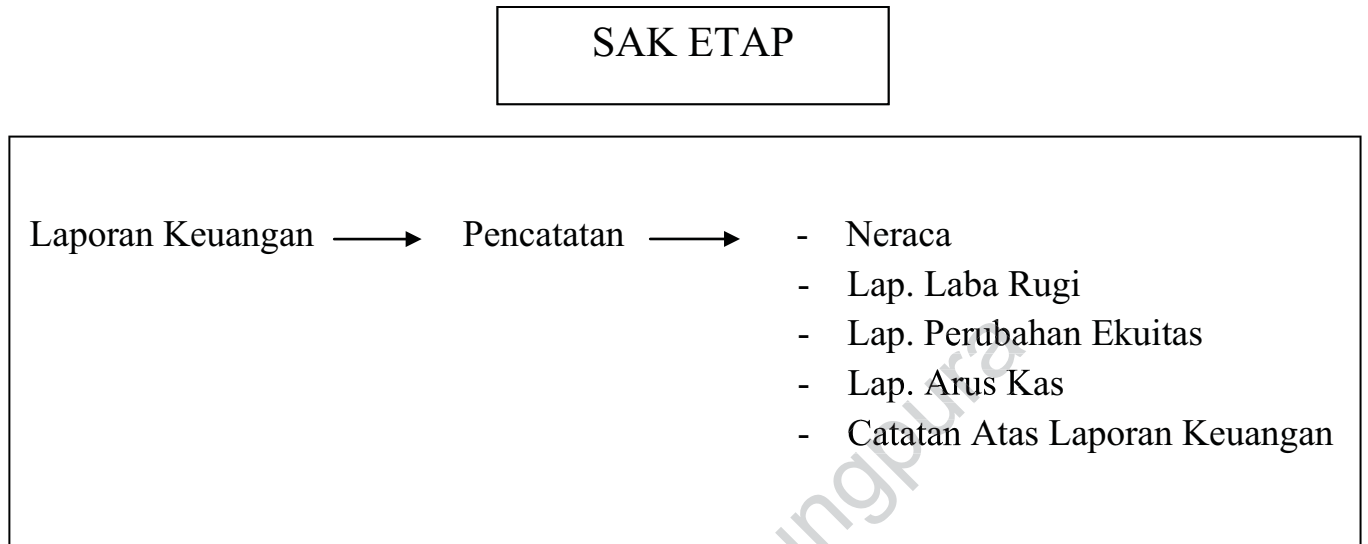 SAK ETAP
Laporan Keuangan → Pencatatan → - Neraca
- Lap. Laba Rugi
- Lap. Perubahan Ekuitas
- Lap. Arus Kas
- Catatan Atas Laporan Keuangan
ungpura